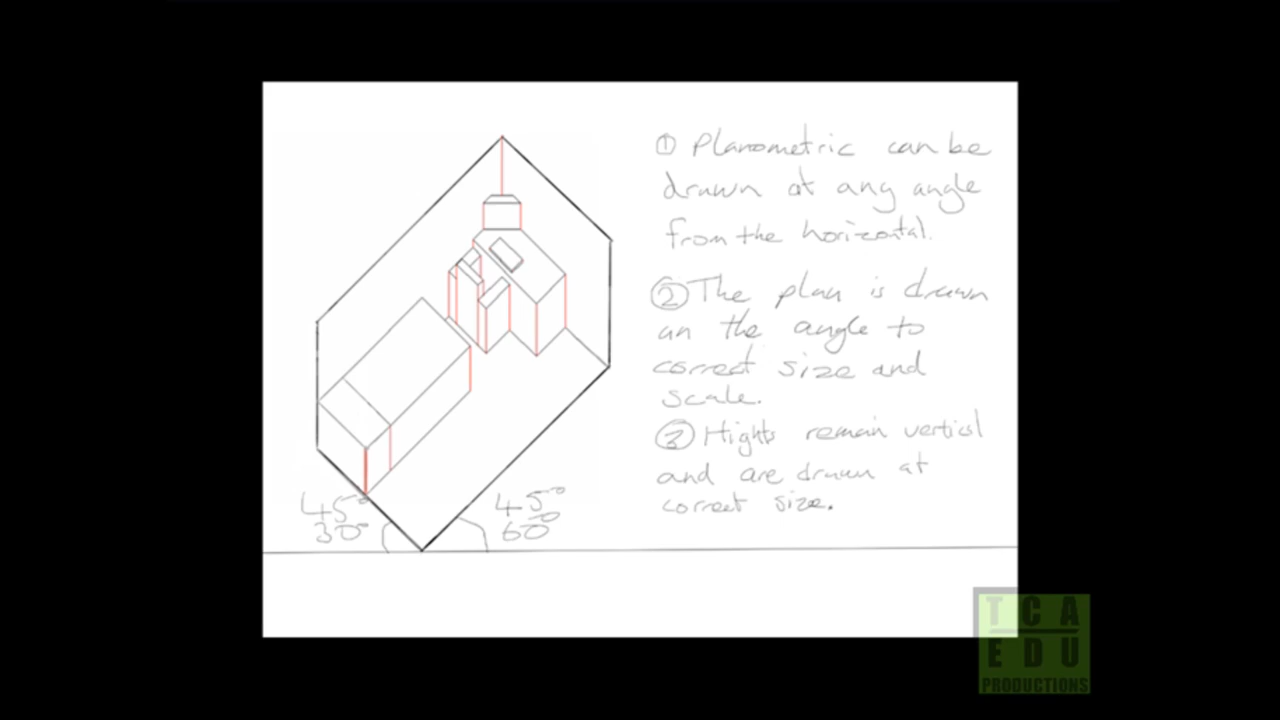 ① Planometric can be
drawn at any angle
from the horizontal.
② The plan is drawn
an the angle to
correct size and
scale.
③ Hights remain vertical
and are drawn at
correct size.
45°
30°
45°
60°
TCA
EDU
PRODUCTIONS